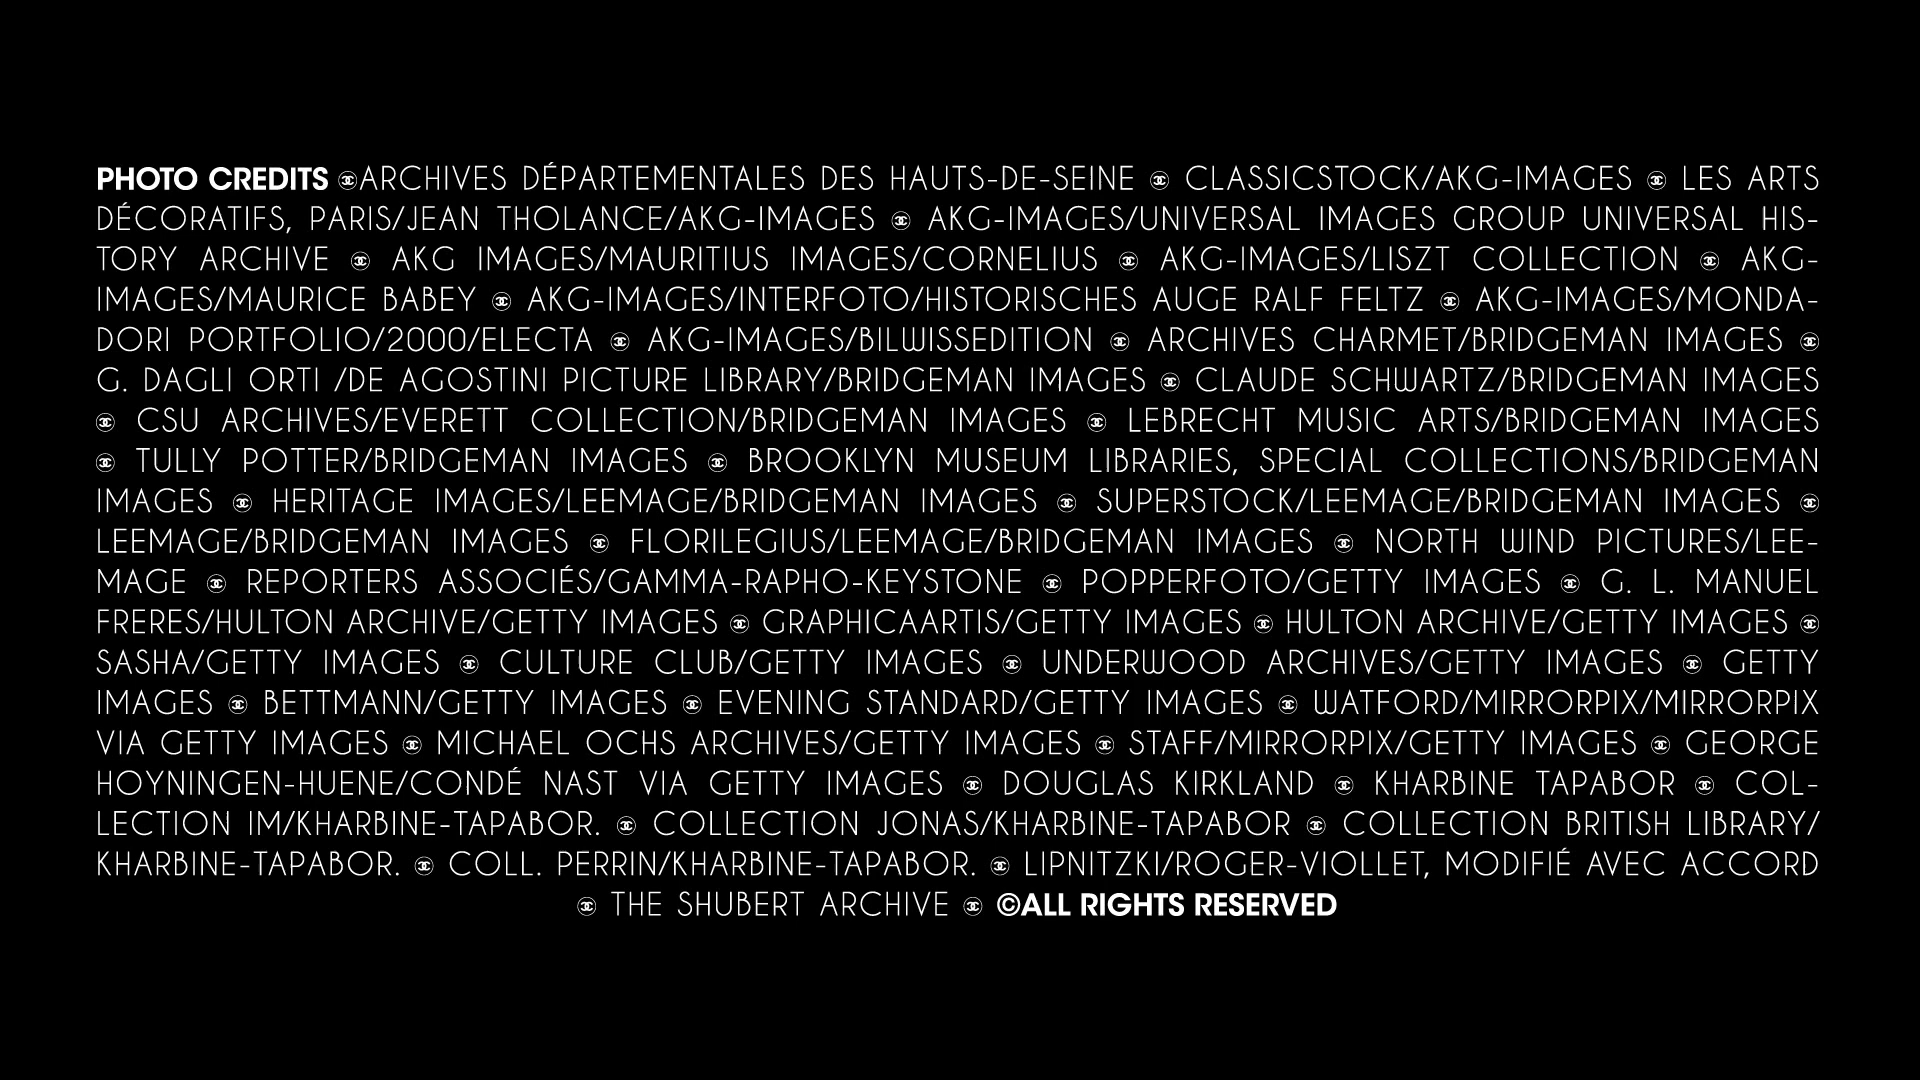 PHOTO CREDITS ARCHIVES DÉPARTEMENTALES DES HAUTS-DE-SEINE CLASSICSTOCK/AKG-IMAGES LES ARTS
DÉCORATIFS, PARIS/JEAN THOLANCE/AKG-IMAGES AKG-IMAGES/UNIVERSAL IMAGES GROUP UNIVERSAL HIS-
TORY ARCHIVE AKG IMAGES/MAURITIUS IMAGES/CORNELIUS AKG-IMAGES/LISZT COLLECTION AKG-
IMAGES/MAURICE BABEY AKG-IMAGES/INTERFOTO/HISTORISCHES AUGE RALF FELTZ AKG-IMAGES/MONDA-
DORI PORTFOLIO/2000/ELECTA AKG-IMAGES/BILWISSEDITION ARCHIVES CHARMET/BRIDGEMAN IMAGES
G. DAGLI ORTI /DE AGOSTINI PICTURE LIBRARY/BRIDGEMAN IMAGES CLAUDE SCHWARTZ/BRIDGEMAN IMAGES
CSU ARCHIVES/EVERETT COLLECTION/BRIDGEMAN IMAGES LEBRECHT MUSIC ARTS/BRIDGEMAN IMAGES
TULLY POTTER/BRIDGEMAN IMAGES BROOKLYN MUSEUM LIBRARIES, SPECIAL COLLECTIONS/BRIDGEMAN
IMAGES HERITAGE IMAGES/LEEMAGE/BRIDGEMAN IMAGES SUPERSTOCK/LEEMAGE/BRIDGEMAN IMAGES
LEEMAGE/BRIDGEMAN IMAGES FLORILEGIUS/LEEMAGE/BRIDGEMAN IMAGES NORTH WIND PICTURES/LEE-
MAGE REPORTERS ASSOCIÉS/GAMMA-RAPHO-KEYSTONE POPPERFOTO/GETTY IMAGES G. L. MANUEL
FRERES/HULTON ARCHIVE/GETTY IMAGES GRAPHICAARTIS/GETTY IMAGES HULTON ARCHIVE/GETTY IMAGES
SASHA/GETTY IMAGES CULTURE CLUB/GETTY IMAGES UNDERWOOD ARCHIVES/GETTY IMAGES GETTY
IMAGES BETTMANN/GETTY IMAGES EVENING STANDARD/GETTY IMAGES WATFORD/MIRRORPIX/MIRRORPIX
VIA GETTY IMAGES MICHAEL OCHS ARCHIVES/GETTY IMAGES STAFF/MIRRORPIX/GETTY IMAGES GEORGE
HOYNINGEN-HUENE/CONDÉ NAST VIA GETTY IMAGES DOUGLAS KIRKLAND KHARBINE TAPABOR COL-
LECTION IM/KHARBINE-TAPABOR. COLLECTION JONAS/KHARBINE-TAPABOR COLLECTION BRITISH LIBRARY/
KHARBINE-TAPABOR. COLL. PERRIN/KHARBINE-TAPABOR. LIPNITZKI/ROGER-VIOLLET, MODIFIÉ AVEC ACCORD
THE SHUBERT ARCHIVE ©ALL RIGHTS RESERVED